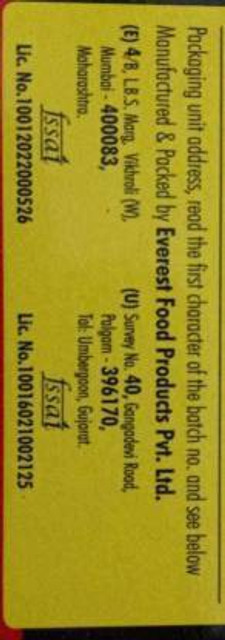 Packaging unit address, read the first character of the batch no. and see below
Manufactured & Packed by Everest Food Products Pvt. Ltd.
(E) 4/B, L.B.S. Marg, Vikhroli (W),
Mumbai - 400083,
Maharashtra.
fssai
Lic. No.10012022000526
(U) Survey No. 40, Gangadevi Road,
Palgam - 396170,
Tal: Umbergaon, Gujarat.
fssai
Lic. No.10016021002125